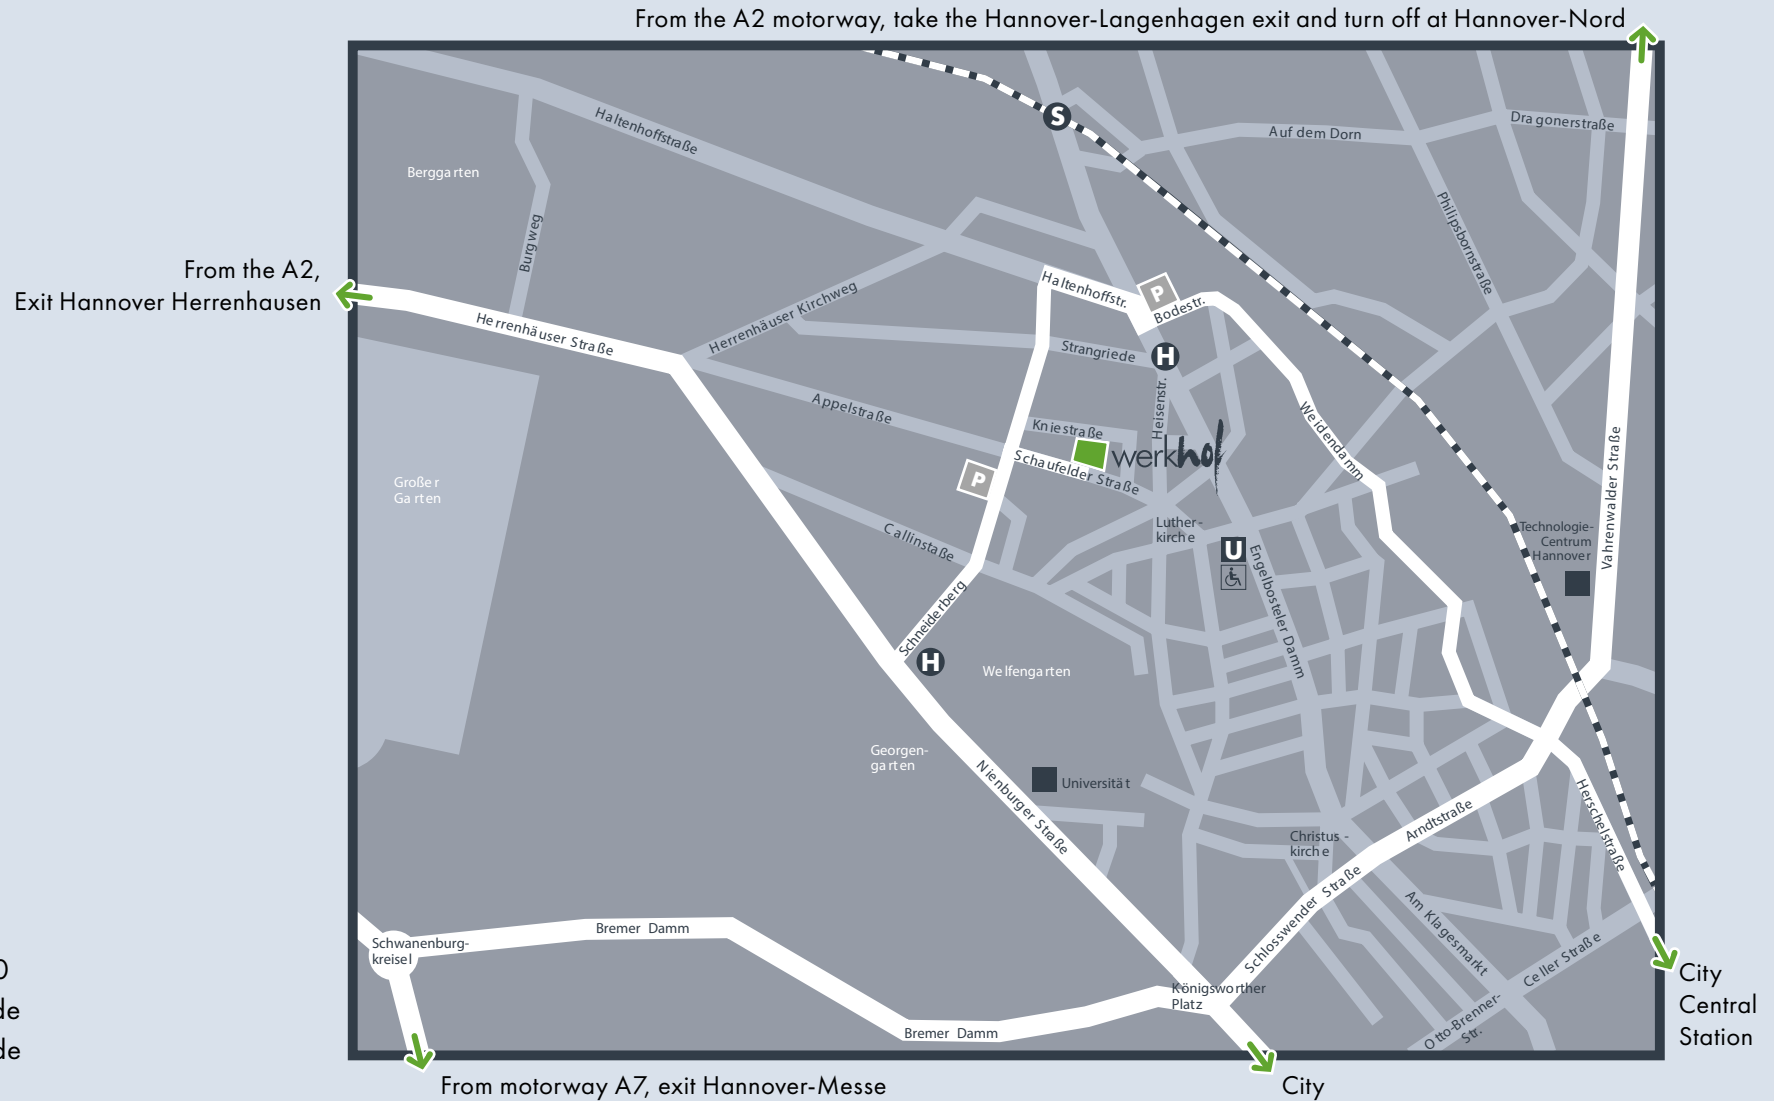 From the A2 motorway, take the Hannover-Langenhagen exit and turn off at Hannover-Nord
S
Haltenhoffstraße
Auf dem Dorn
Dragonerstraße
Berggarten
Burgweg
Philipsbornstraße
From the A2,
Exit Hannover Herrenhausen
Herrenhäuser Straße
Herrenhäuser Kirchweg
Haltenhoffstr.
P
Bodestr.
Strangriede
H
Heisenstr.
Appelstraße
Kniestraße
werkhof
Schaufelder Straße
P
Weidendamm
Vahrenwalder Straße
Großer
Garten
Callinstaße
Luther-
kirche
U
Engelbosteler Damm
Technologie-
Centrum
Hannover
Schneiderberg
H
Welfengarten
Georgen-
garten
Nienburger Straße
Universität
Christus-
kirche
Arndtstraße
Herschelstraße
Schlosswender Straße
Am Klagesmarkt
Celler Straße
Otto-Brenner-
Str.
Bremer Damm
Schwanenburg-
kreisel
Königsworther
Platz
Bremer Damm
0
de
de
City
Central
Station
From motorway A7, exit Hannover-Messe
City